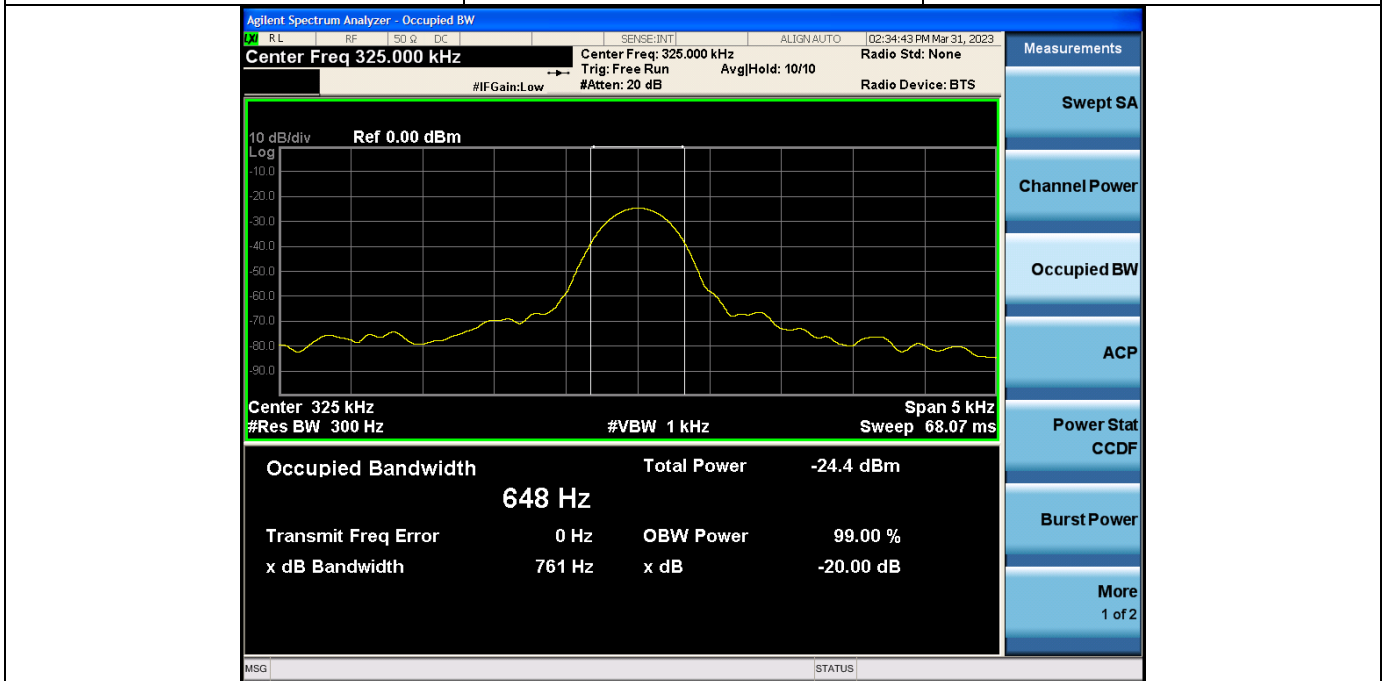 Agilent Spectrum Analyzer - Occupied BW
LXI RL RF 50 Ω DC SENSE:INT ALIGN AUTO 02:34:43 PM Mar 31, 2023
Center Freq 325.000 kHz
Center Freq: 325.000 kHz Radio Std: None
Trig: Free Run Avg|Hold: 10/10
#IFGain:Low #Atten: 20 dB Radio Device: BTS
10 dB/div Ref 0.00 dBm
Log
-10.0
-20.0
-30.0
-40.0
-50.0
-60.0
-70.0
-80.0
-90.0
Center 325 kHz Span 5 kHz
#Res BW 300 Hz #VBW 1 kHz Sweep 68.07 ms
Occupied Bandwidth Total Power -24.4 dBm
648 Hz
Transmit Freq Error 0 Hz OBW Power 99.00 %
x dB Bandwidth 761 Hz x dB -20.00 dB
MSG STATUS
Measurements
Swept SA
Channel Power
Occupied BW
ACP
Power Stat
CCDF
Burst Power
More
1 of 2